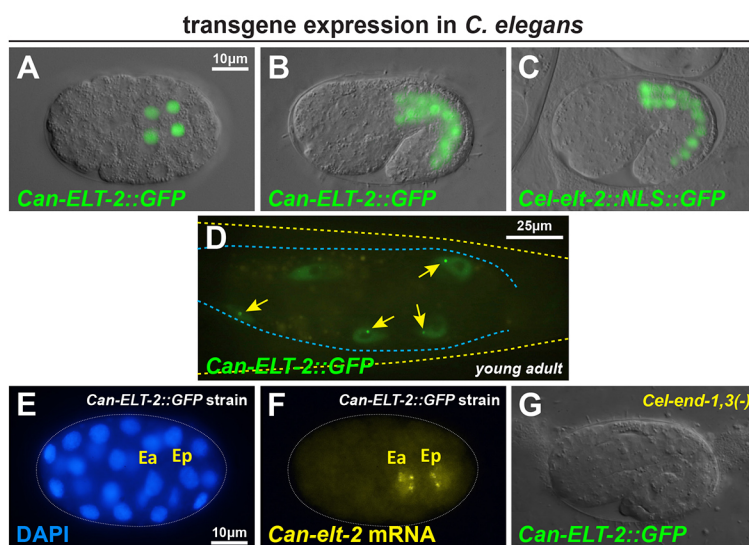 transgene expression in C. elegans
A
10µm
Can-ELT-2::GFP
B
Can-ELT-2::GFP
C
Cel-elt-2::NLS::GFP
D
25µm
Can-ELT-2::GFP
young adult
E
Can-ELT-2::GFP strain
Ea
Ep
DAPI
10µm
F
Can-ELT-2::GFP strain
Ea
Ep
Can-elt-2 mRNA
G
Cel-end-1,3(-)
Can-ELT-2::GFP